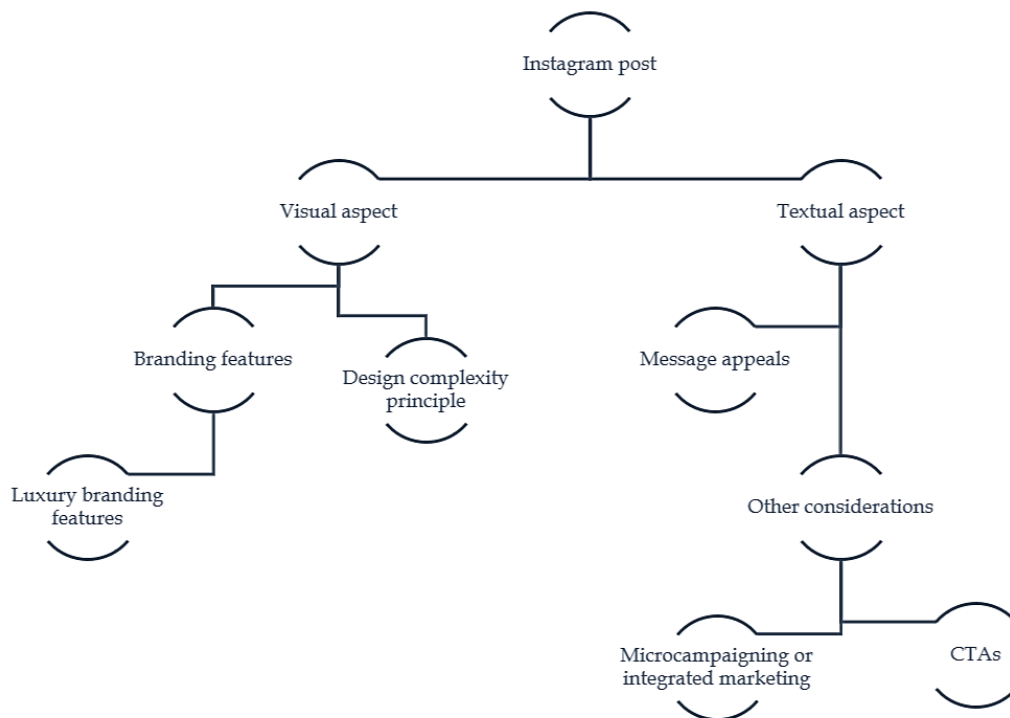 Instagram post
Visual aspect
Textual aspect
Branding features
Design complexity
principle
Message appeals
Luxury branding
features
Other considerations
Microcampaigning or
integrated marketing
CTAs